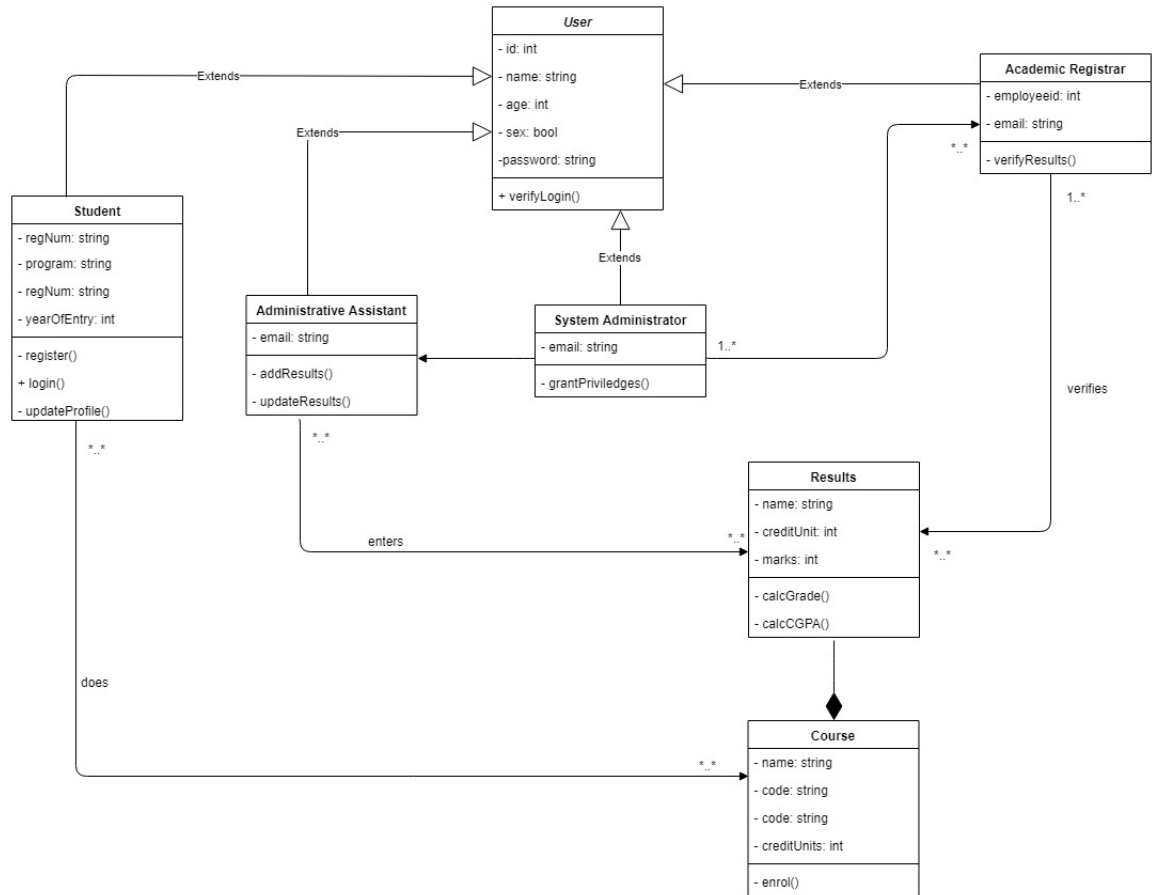 User
- id: int
- name: string
- age: int
- sex: bool
-password: string
+ verifyLogin()
Extends
Extends
Extends
Extends
Academic Registrar
- employeeid: int
- email: string
- verifyResults()
*..*
1..*
Student
- regNum: string
- program: string
- regNum: string
- yearOfEntry: int
- register()
+ login()
- updateProfile()
*..*
Administrative Assistant
- email: string
- addResults()
- updateResults()
*..*
System Administrator
- email: string
- grantPriviledges()
1..*
verifies
enters
*..*
Results
- name: string
- creditUnit: int
- marks: int
- calcGrade()
- calcCGPA()
*..*
does
*..*
Course
- name: string
- code: string
- code: string
- creditUnits: int
- enrol()